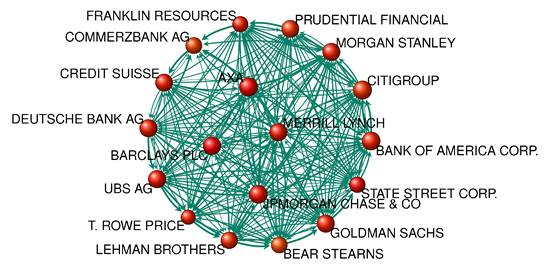 FRANKLIN RESOURCES
PRUDENTIAL FINANCIAL
COMMERZBANK AG
MORGAN STANLEY
CREDIT SUISSE
AXA
CITIGROUP
DEUTSCHE BANK AG
MERRILL LYNCH
BARCLAYS PLC
BANK OF AMERICA CORP.
UBS AG
STATE STREET CORP.
JPMORGAN CHASE & CO
T. ROWE PRICE
GOLDMAN SACHS
LEHMAN BROTHERS
BEAR STEARNS